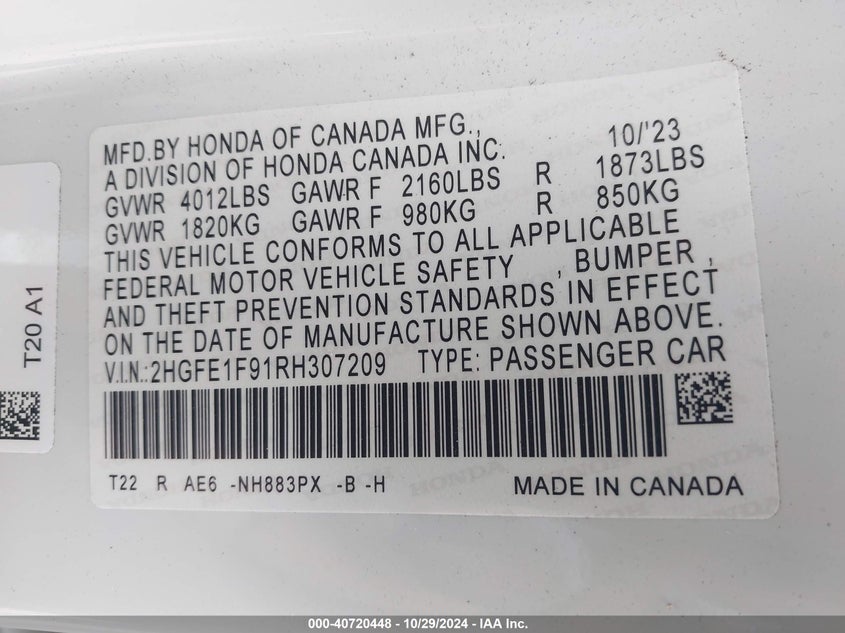 MFD.BY HONDA OF CANADA MFG., 10/'23
A DIVISION OF HONDA CANADA INC.
GVWR 4012LBS GAWR F 2160LBS R 1873LBS
GVWR 1820KG GAWR F 980KG R 850KG
THIS VEHICLE CONFORMS TO ALL APPLICABLE
FEDERAL MOTOR VEHICLE SAFETY , BUMPER ,
AND THEFT PREVENTION STANDARDS IN EFFECT
ON THE DATE OF MANUFACTURE SHOWN ABOVE.
V.I.N.: 2HGFE1F91RH307209 TYPE: PASSENGER CAR
T22 R AE6 -NH883PX -B -H MADE IN CANADA
T20 A1
000-40720448 - 10/29/2024 - IAA Inc.